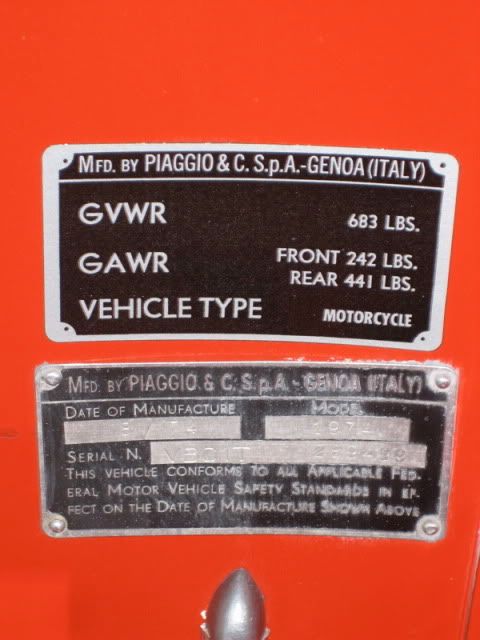 MFD. BY PIAGGIO & C. S.p.A.-GENOA (ITALY)
GVWR 683 LBS.
GAWR FRONT 242 LBS.
REAR 441 LBS.
VEHICLE TYPE MOTORCYCLE
MFD. BY PIAGGIO & C. S.p.A. - GENOA (ITALY)
DATE OF MANUFACTURE MODEL
SERIAL N. VBC1T
THIS VEHICLE CONFORMS TO ALL APPLICABLE FED
ERAL MOTOR VEHICLE SAFETY STANDARDS IN EF
FECT ON THE DATE OF MANUFACTURE SHOWN ABOVE